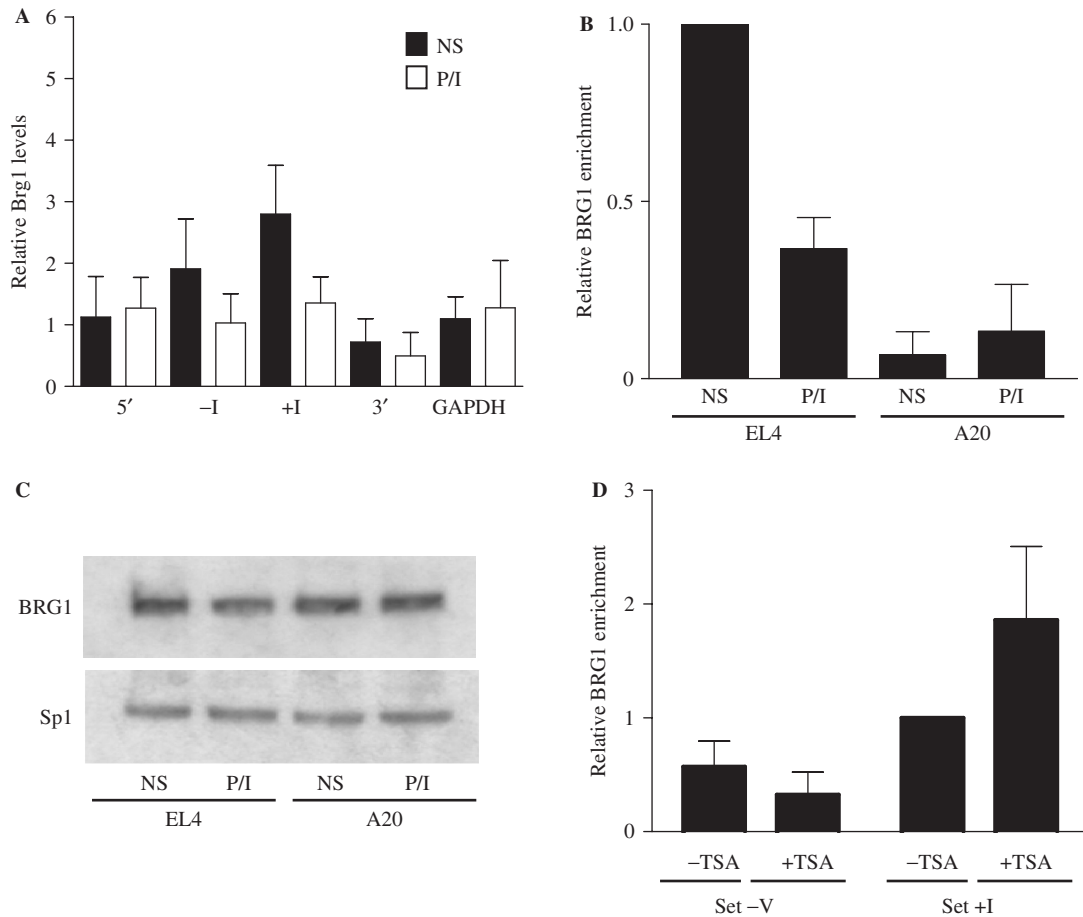 A
Relative Brg1 levels
6
5
4
3
2
1
0
NS
P/I
5′ –I +I 3′ GAPDH
B
Relative BRG1 enrichment
1.0
0.5
0
NS P/I NS P/I
EL4 A20
C
BRG1
Sp1
NS P/I NS P/I
EL4 A20
D
Relative BRG1 enrichment
3
2
1
0
–TSA +TSA –TSA +TSA
Set –V Set +I